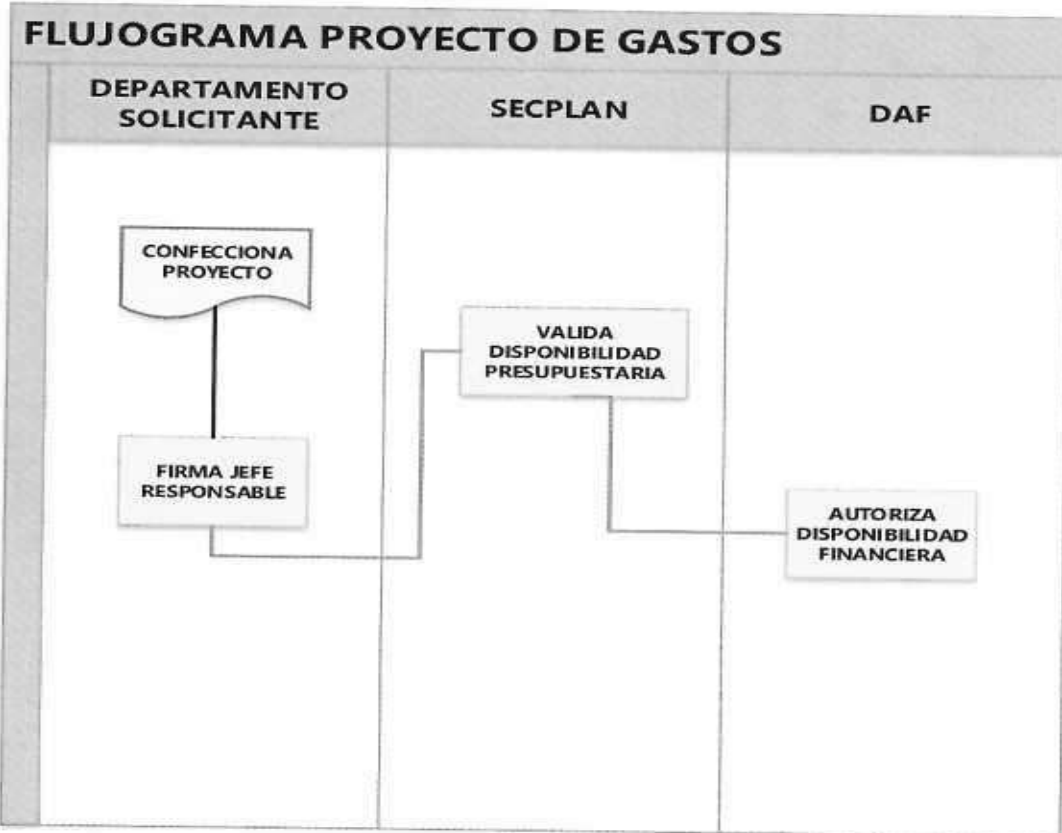 FLUJOGRAMA PROYECTO DE GASTOS
DEPARTAMENTO
SOLICITANTE
SECPLAN
DAF
CONFECCIONA
PROYECTO
VALIDA
DISPONIBILIDAD
PRESUPUESTARIA
FIRMA JEFE
RESPONSABLE
AUTORIZA
DISPONIBILIDAD
FINANCIERA